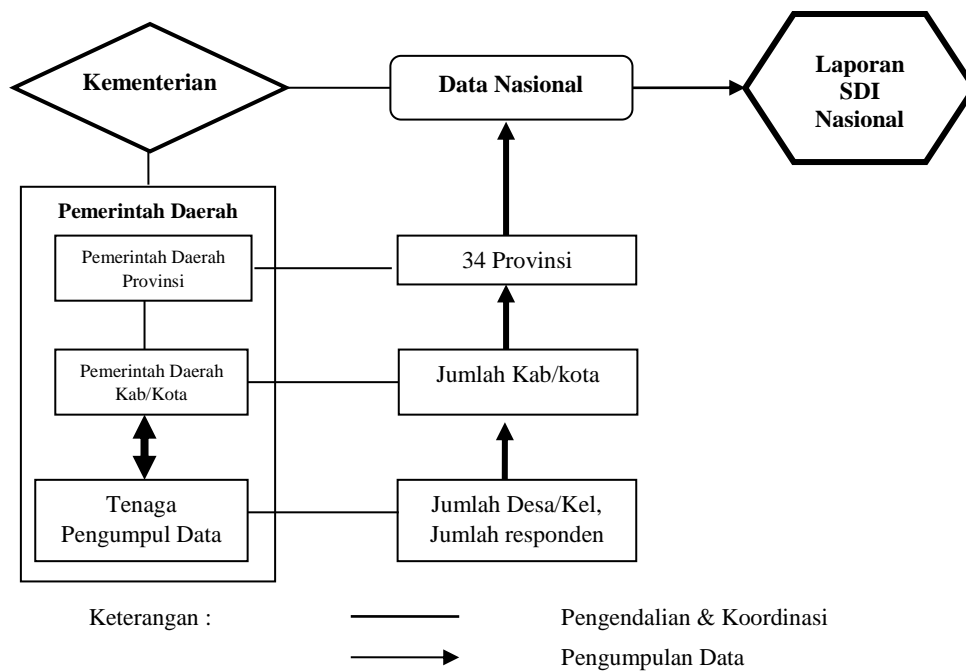 Kementerian
Data Nasional
Laporan
SDI
Nasional
Pemerintah Daerah
Pemerintah Daerah
Provinsi
34 Provinsi
Pemerintah Daerah
Kab/Kota
Jumlah Kab/kota
Tenaga
Pengumpul Data
Jumlah Desa/Kel,
Jumlah responden
Keterangan :
Pengendalian & Koordinasi
Pengumpulan Data